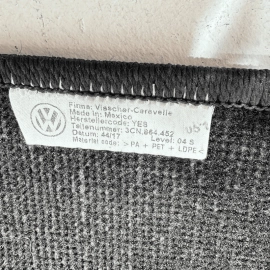 Firma: Visscher-Caravelle
Made in: Mexico
Herstellercode: YES
Teilenummer: 3CN.864.452
Datum: 44/17 Level: 04 S
Material code: >PA + PET + LDPE<